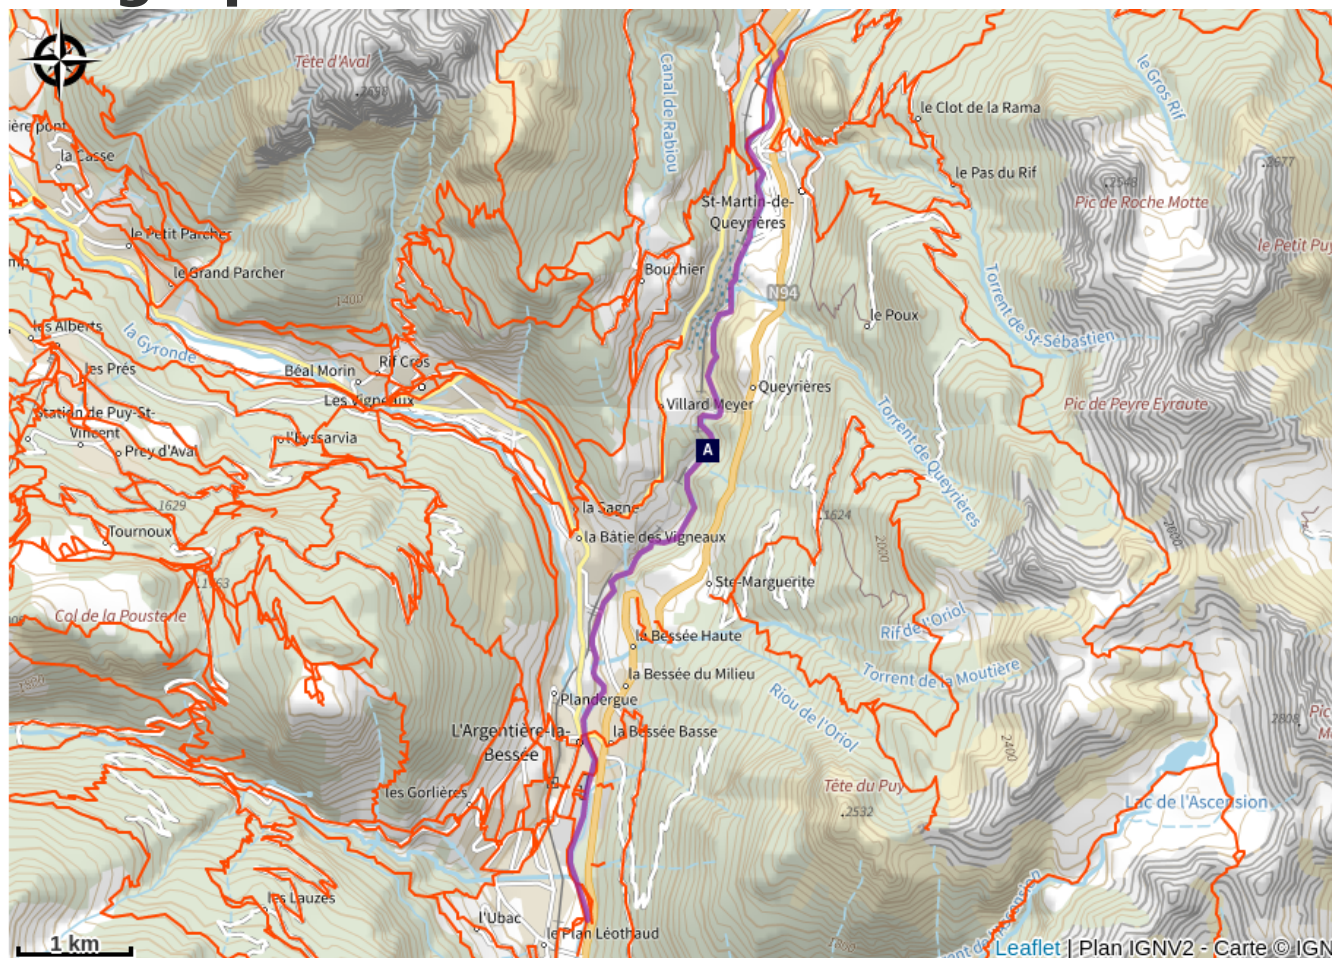 Tête d'Aval
2698
Canal de Rabiou
le Gros Rif
le Clot de la Rama
la Casse
le Pas du Rif
2677
2548
Pic de Roche Motte
St-Martin-de-
Queyrières
le Petit Parcher
le Grand Parcher
Bouchier
1400
N94
le Poux
Torrent de St-Sébastien
les Alberts
la Gyronde
les Prés
Béal Morin
Rif Cros
Les Vigneaux
Queyrières
Villard Meyer
Pic de Peyre Eyraute
Station de Puy-St-
Vincent
l'Eyssarvia
Prey d'Aval
A
Torrent de Queyrières
1629
la Sagne
1624
Tournoux
la Bâtie des Vigneaux
2000
2000
Ste-Marguerite
Col de la Pousterle
Rif de l'Oriol
la Bessée Haute
la Bessée du Milieu
Torrent de la Moutière
Riou de l'Oriol
Plandergue
L'Argentière-la-
Bessée
la Bessée Basse
2400
2808
les Gorlières
Tête du Puy
2532
Lac de l'Ascension
les Lauzes
l'Ubac
le Plan Léothaud
1800
1 km
Leaflet | Plan IGNV2 - Carte © IGN